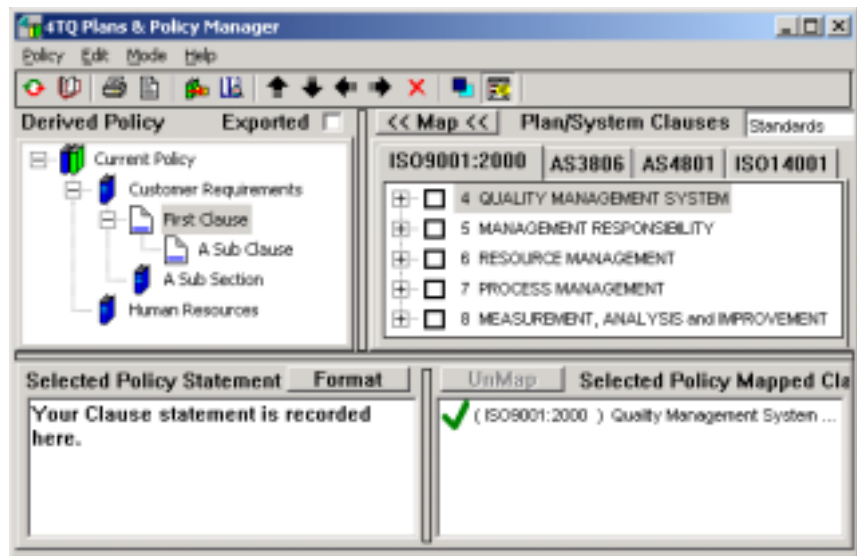 4TQ Plans & Policy Manager
Policy Edit Mode Help
Derived Policy Exported
<< Map << Plan/System Clauses Standards
Current Policy
Customer Requirements
First Clause
A Sub Clause
A Sub Section
Human Resources
ISO9001:2000 AS3806 AS4801 ISO14001
4 QUALITY MANAGEMENT SYSTEM
5 MANAGEMENT RESPONSIBILITY
6 RESOURCE MANAGEMENT
7 PROCESS MANAGEMENT
8 MEASUREMENT, ANALYSIS and IMPROVEMENT
Selected Policy Statement Format
Your Clause statement is recorded
here.
UnMap Selected Policy Mapped Cla
( ISO9001:2000 ) Quality Management System ...